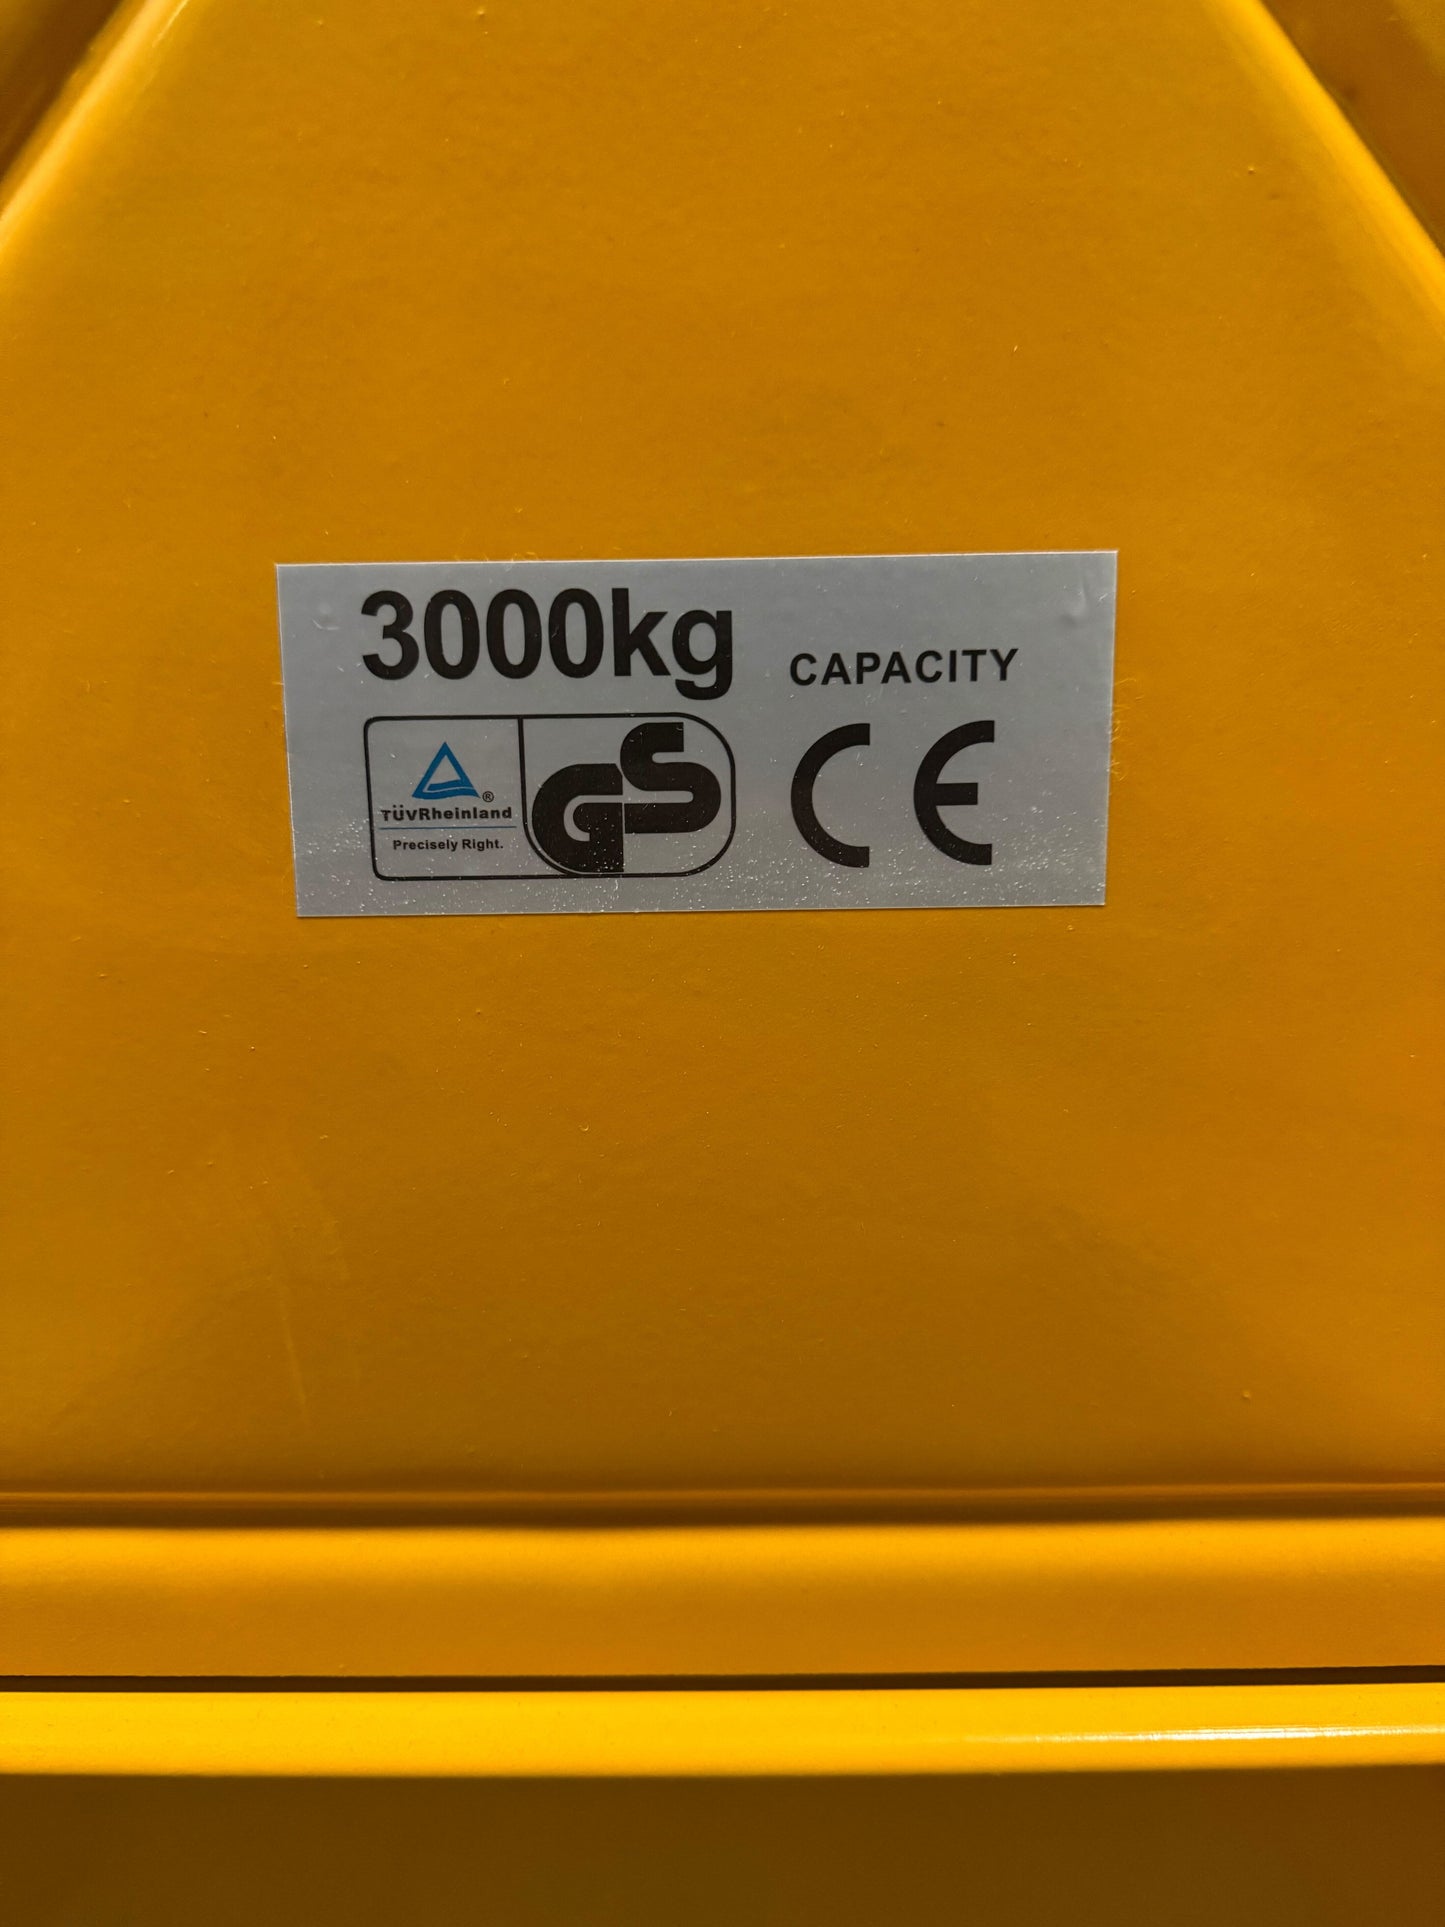 3000kg CAPACITY
TÜVRheinland®
Precisely Right.
GS
CE